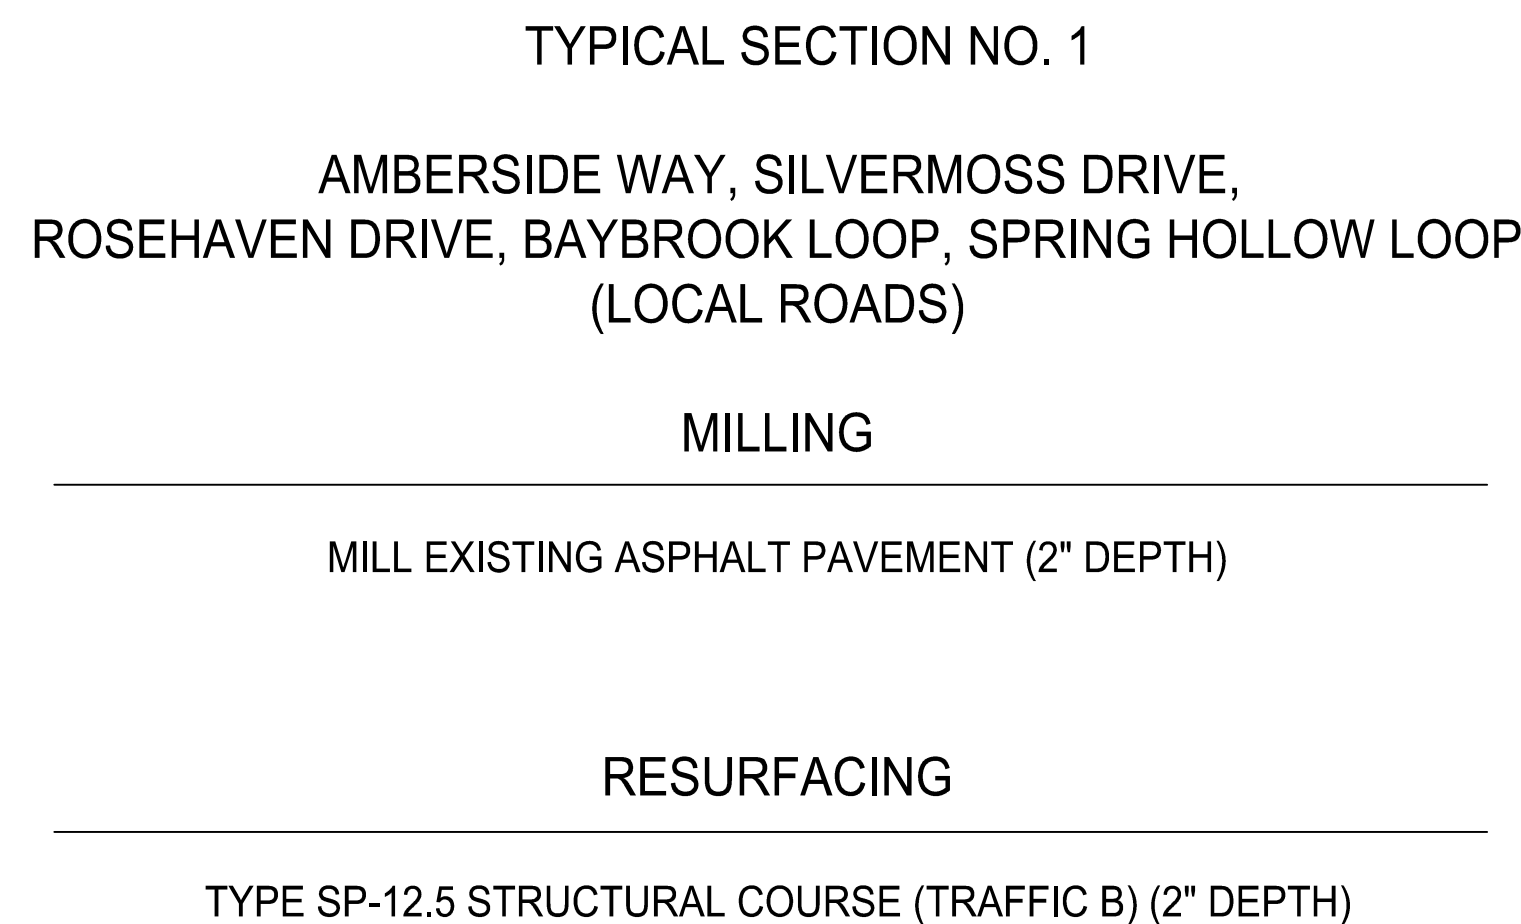 TYPICAL SECTION NO. 1
AMBERSIDE WAY, SILVERMOSS DRIVE,
ROSEHAVEN DRIVE, BAYBROOK LOOP, SPRING HOLLOW LOOP
(LOCAL ROADS)
MILLING
MILL EXISTING ASPHALT PAVEMENT (2" DEPTH)
RESURFACING
TYPE SP-12.5 STRUCTURAL COURSE (TRAFFIC B) (2" DEPTH)